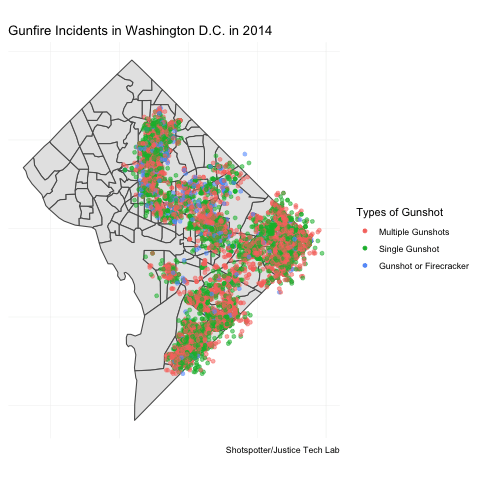 Gunfire Incidents in Washington D.C. in 2014
Types of Gunshot
Multiple Gunshots
Single Gunshot
Gunshot or Firecracker
Shotspotter/Justice Tech Lab